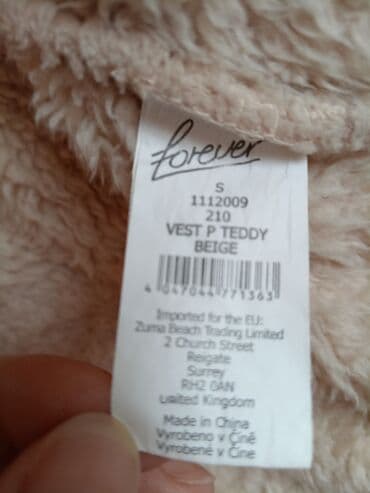 forever
S
1112009
210
VEST P TEDDY
BEIGE
4 047044 771363
Imported for the EU:
Zuma Beach Trading Limited
2 Church Street
Reigate
Surrey
RH2 0AN
United Kingdom
Made in China
Vyrobeno v Číně
Vyrobené v Číne